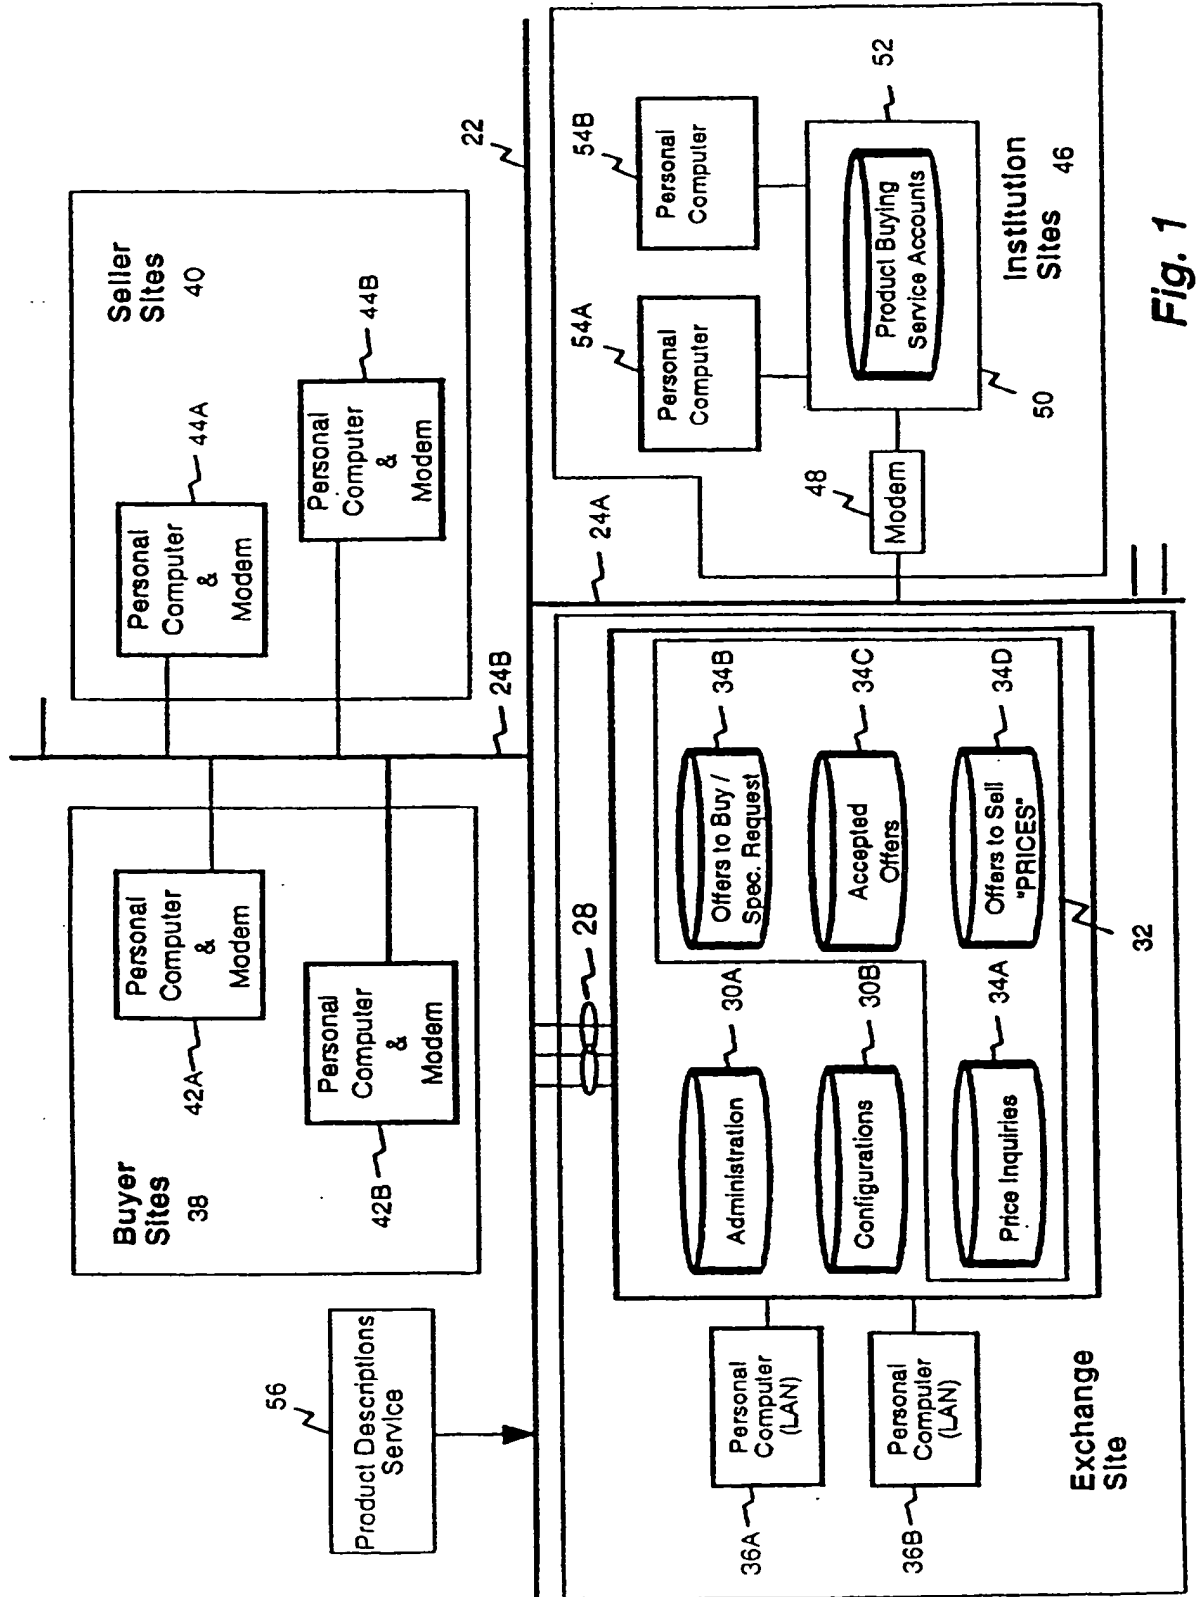 56
Product Descriptions
Service
Buyer
Sites
38
42A
Personal
Computer
&
Modem
42B
Personal
Computer
&
Modem
Seller
Sites
40
Personal
Computer
&
Modem
44A
Personal
Computer
&
Modem
44B
24B
22
28
24A
36A
Personal
Computer
(LAN)
36B
Personal
Computer
(LAN)
Exchange
Site
Administration
30A
Configurations
30B
Price Inquiries
34A
Offers to Buy /
Spec. Request
34B
Accepted
Offers
34C
Offers to Sell
"PRICES"
34D
32
54A
Personal
Computer
54B
Personal
Computer
48
Modem
Product Buying
Service Accounts
50
52
Institution
Sites
46
Fig. 1